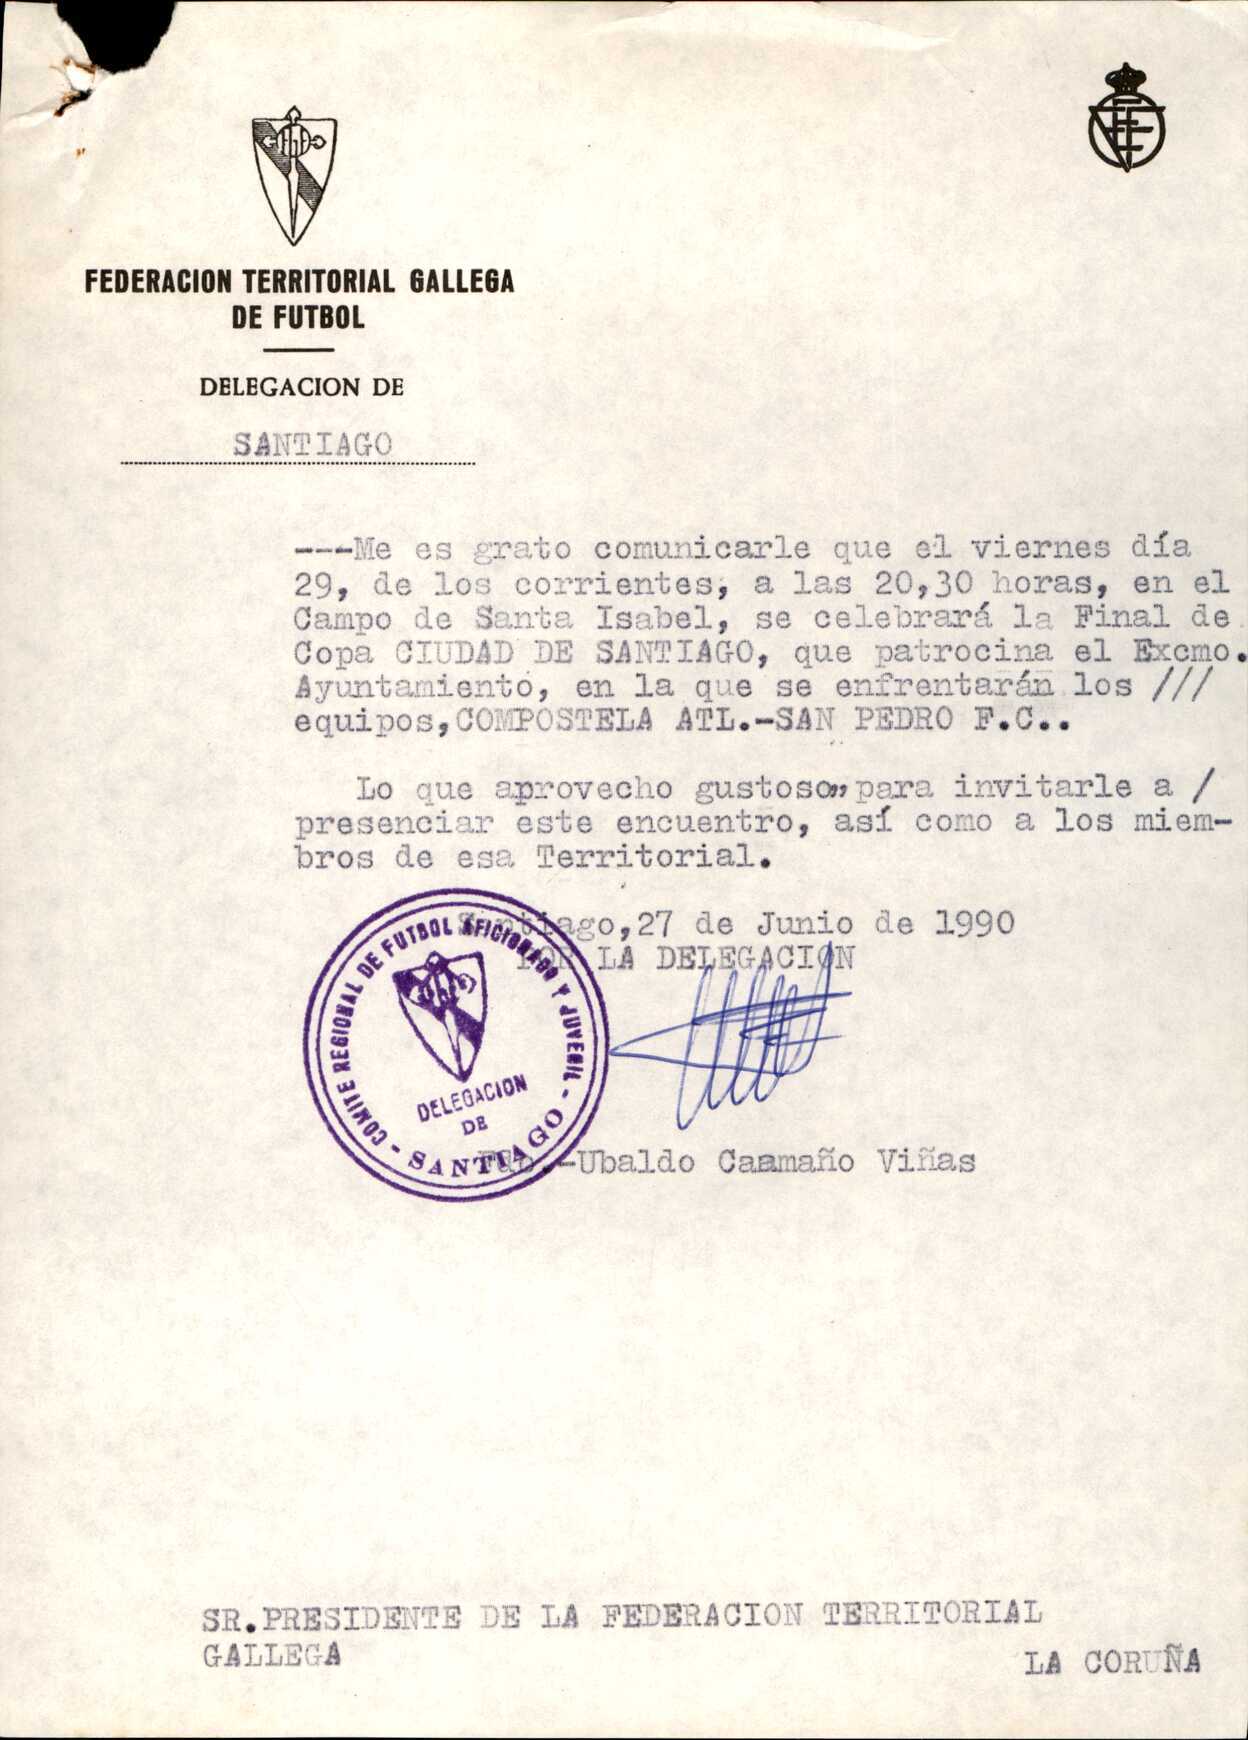 FEDERACION TERRITORIAL GALLEGA
DE FUTBOL
DELEGACION DE
SANTIAGO
---Me es grato comunicarle que el viernes día
29, de los corrientes, a las 20,30 horas, en el
Campo de Santa Isabel, se celebrará la Final de
Copa CIUDAD DE SANTIAGO, que patrocina el Excmo.
Ayuntamiento, en la que se enfrentarán los ///
equipos,COMPOSTELA ATL.-SAN PEDRO F.C..
Lo que aprovecho gustoso,,para invitarle a /
presenciar este encuentro, así como a los miem-
bros de esa Territorial.
Santiago,27 de Junio de 1990
POR LA DELEGACION
COMITE REGIONAL DE FUTBOL AFICIONADO Y JUVENIL
DELEGACION
DE
- SANTIAGO -
Fdo.-Ubaldo Caamaño Viñas
SR.PRESIDENTE DE LA FEDERACION TERRITORIAL
GALLEGA
LA CORUÑA